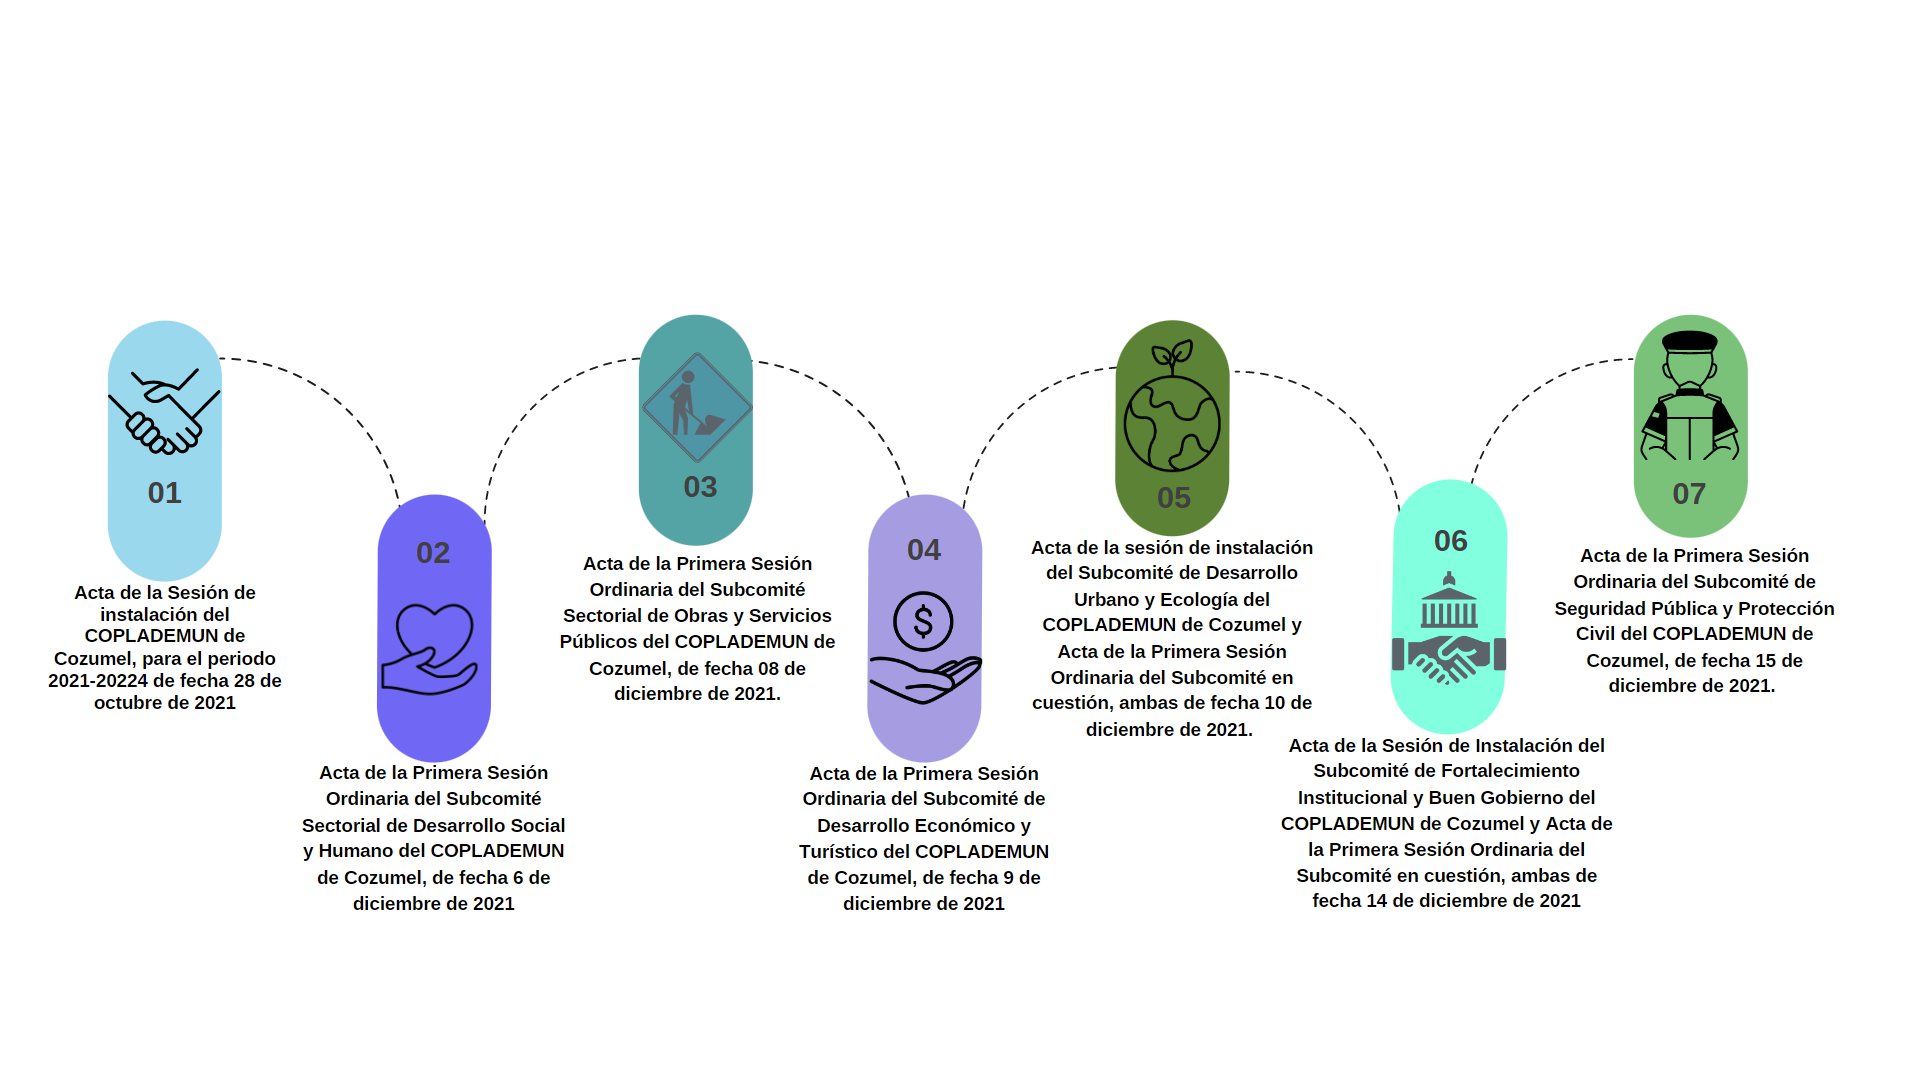 01
Acta de la Sesión de
instalación del
COPLADEMUN de
Cozumel, para el periodo
2021-20224 de fecha 28 de
octubre de 2021
02
Acta de la Primera Sesión
Ordinaria del Subcomité
Sectorial de Desarrollo Social
y Humano del COPLADEMUN
de Cozumel, de fecha 6 de
diciembre de 2021
03
Acta de la Primera Sesión
Ordinaria del Subcomité
Sectorial de Obras y Servicios
Públicos del COPLADEMUN de
Cozumel, de fecha 08 de
diciembre de 2021.
04
$
Acta de la Primera Sesión
Ordinaria del Subcomité de
Desarrollo Económico y
Turístico del COPLADEMUN
de Cozumel, de fecha 9 de
diciembre de 2021
05
Acta de la sesión de instalación
del Subcomité de Desarrollo
Urbano y Ecología del
COPLADEMUN de Cozumel y
Acta de la Primera Sesión
Ordinaria del Subcomité en
cuestión, ambas de fecha 10 de
diciembre de 2021.
06
Acta de la Sesión de Instalación del
Subcomité de Fortalecimiento
Institucional y Buen Gobierno del
COPLADEMUN de Cozumel y Acta de
la Primera Sesión Ordinaria del
Subcomité en cuestión, ambas de
fecha 14 de diciembre de 2021
07
Acta de la Primera Sesión
Ordinaria del Subcomité de
Seguridad Pública y Protección
Civil del COPLADEMUN de
Cozumel, de fecha 15 de
diciembre de 2021.